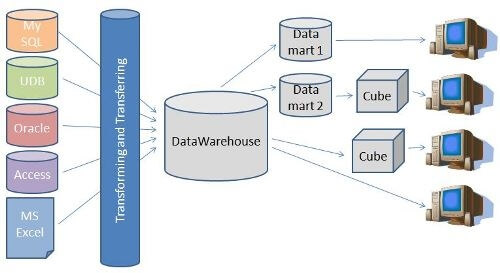 My
SQL
UDB
Oracle
Access
MS
Excel
Transforming and Transferring
DataWarehouse
Data
mart 1
Data
mart 2
Cube
Cube